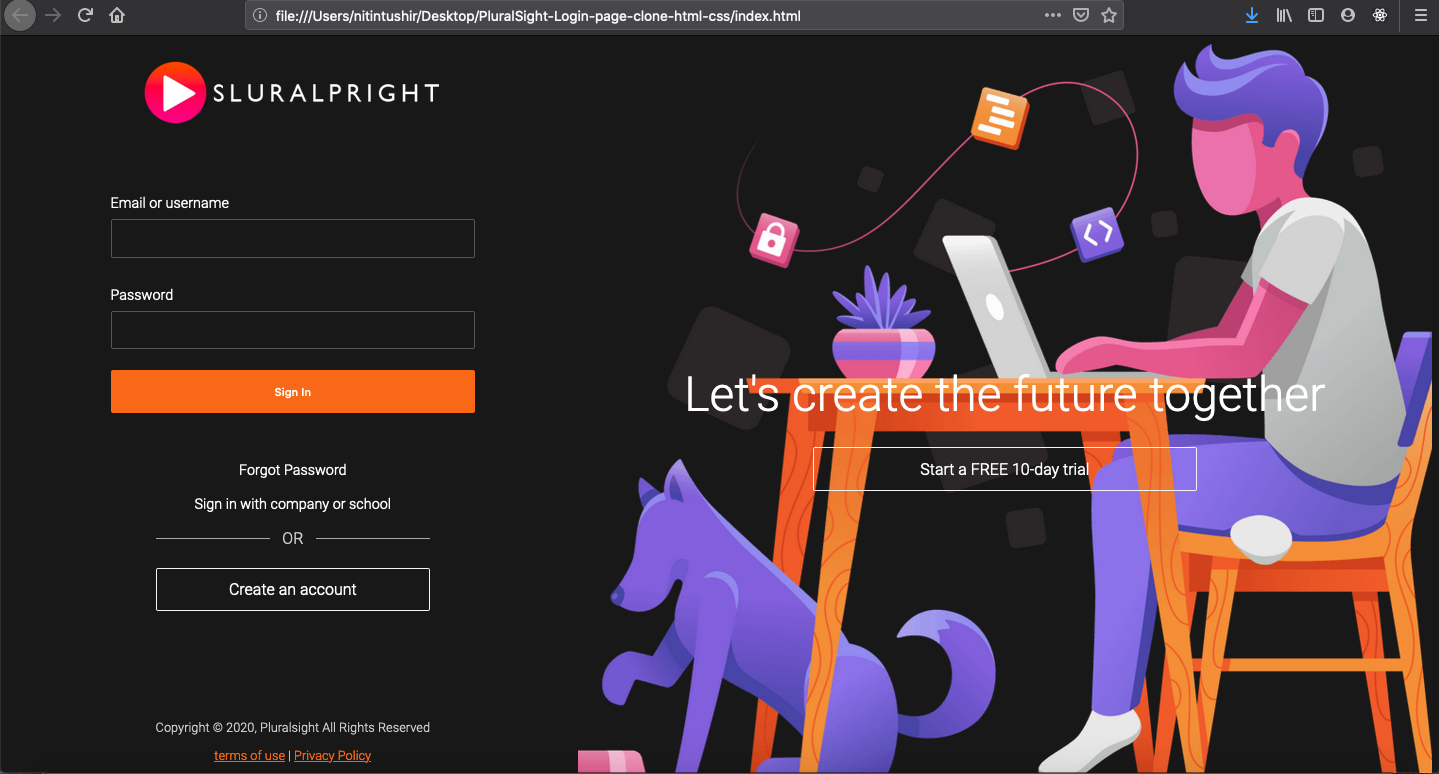 file:///Users/nitintushir/Desktop/PluralSight-Login-page-clone-html-css/index.html
SLURALPRIGHT
Email or username
Password
Sign In
Forgot Password
Sign in with company or school
OR
Create an account
Copyright © 2020, Pluralsight All Rights Reserved
terms of use | Privacy Policy
Let's create the future together
Start a FREE 10-day trial